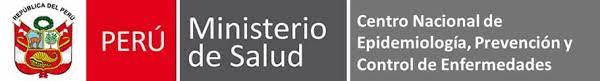 REPÚBLICA DEL PERÚ
PERÚ
Ministerio
de Salud
Centro Nacional de
Epidemiología, Prevención y
Control de Enfermedades